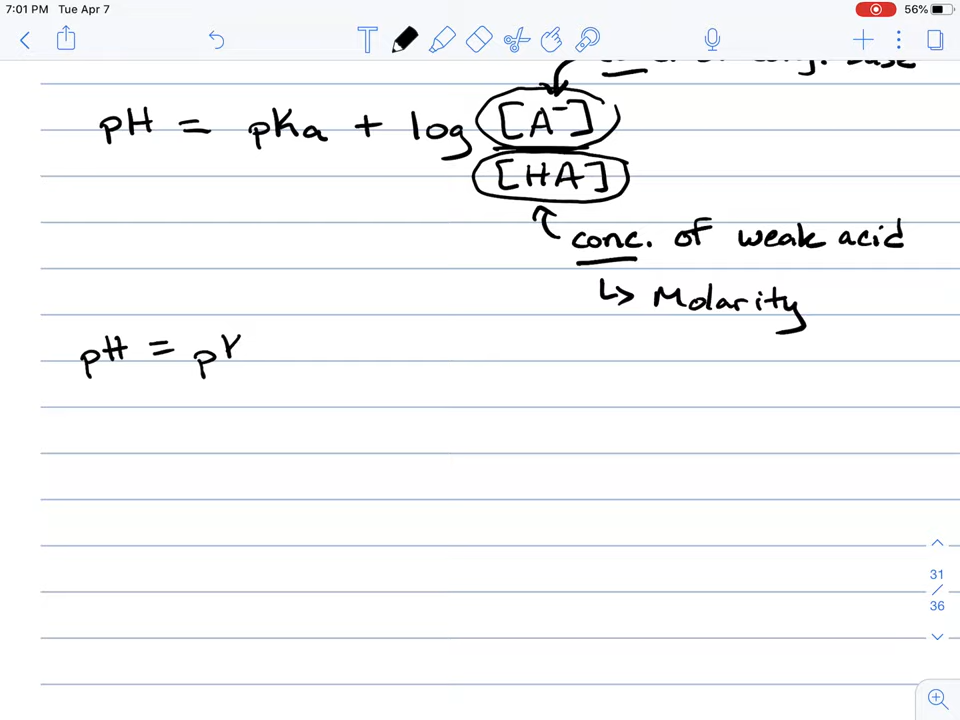 7:01 PM Tue Apr 7
56%
T
pH = pKa + log [A⁻]
[HA]
conc. of weak acid
↳ Molarity
pH = p
31
/
36